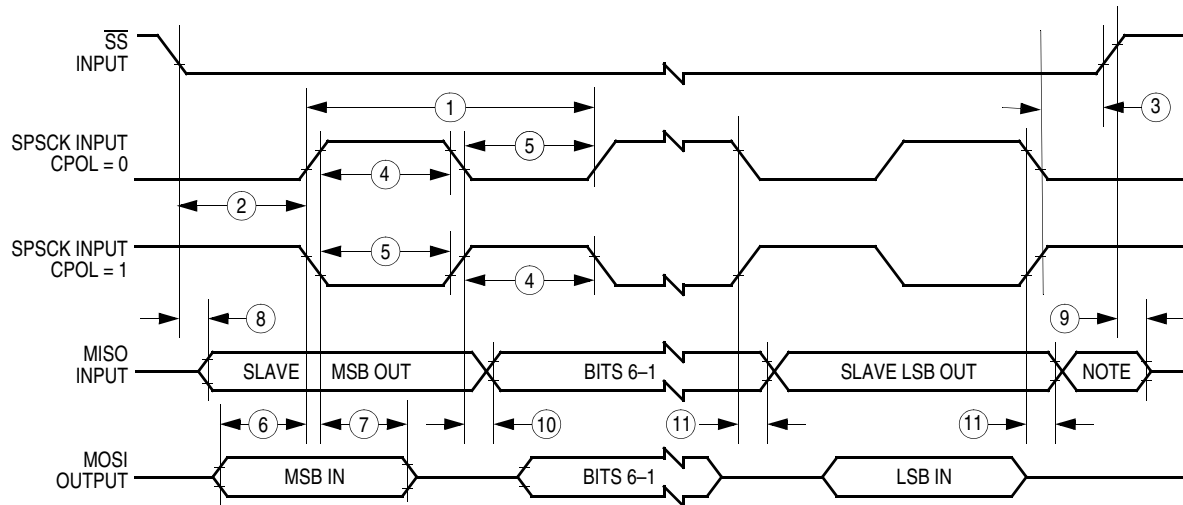 SS
INPUT
1
3
SPSCK INPUT
CPOL = 0
5
4
2
SPSCK INPUT
CPOL = 1
5
4
8
9
MISO
INPUT
SLAVE MSB OUT
BITS 6–1
SLAVE LSB OUT
NOTE
6
7
10
11
11
MOSI
OUTPUT
MSB IN
BITS 6–1
LSB IN